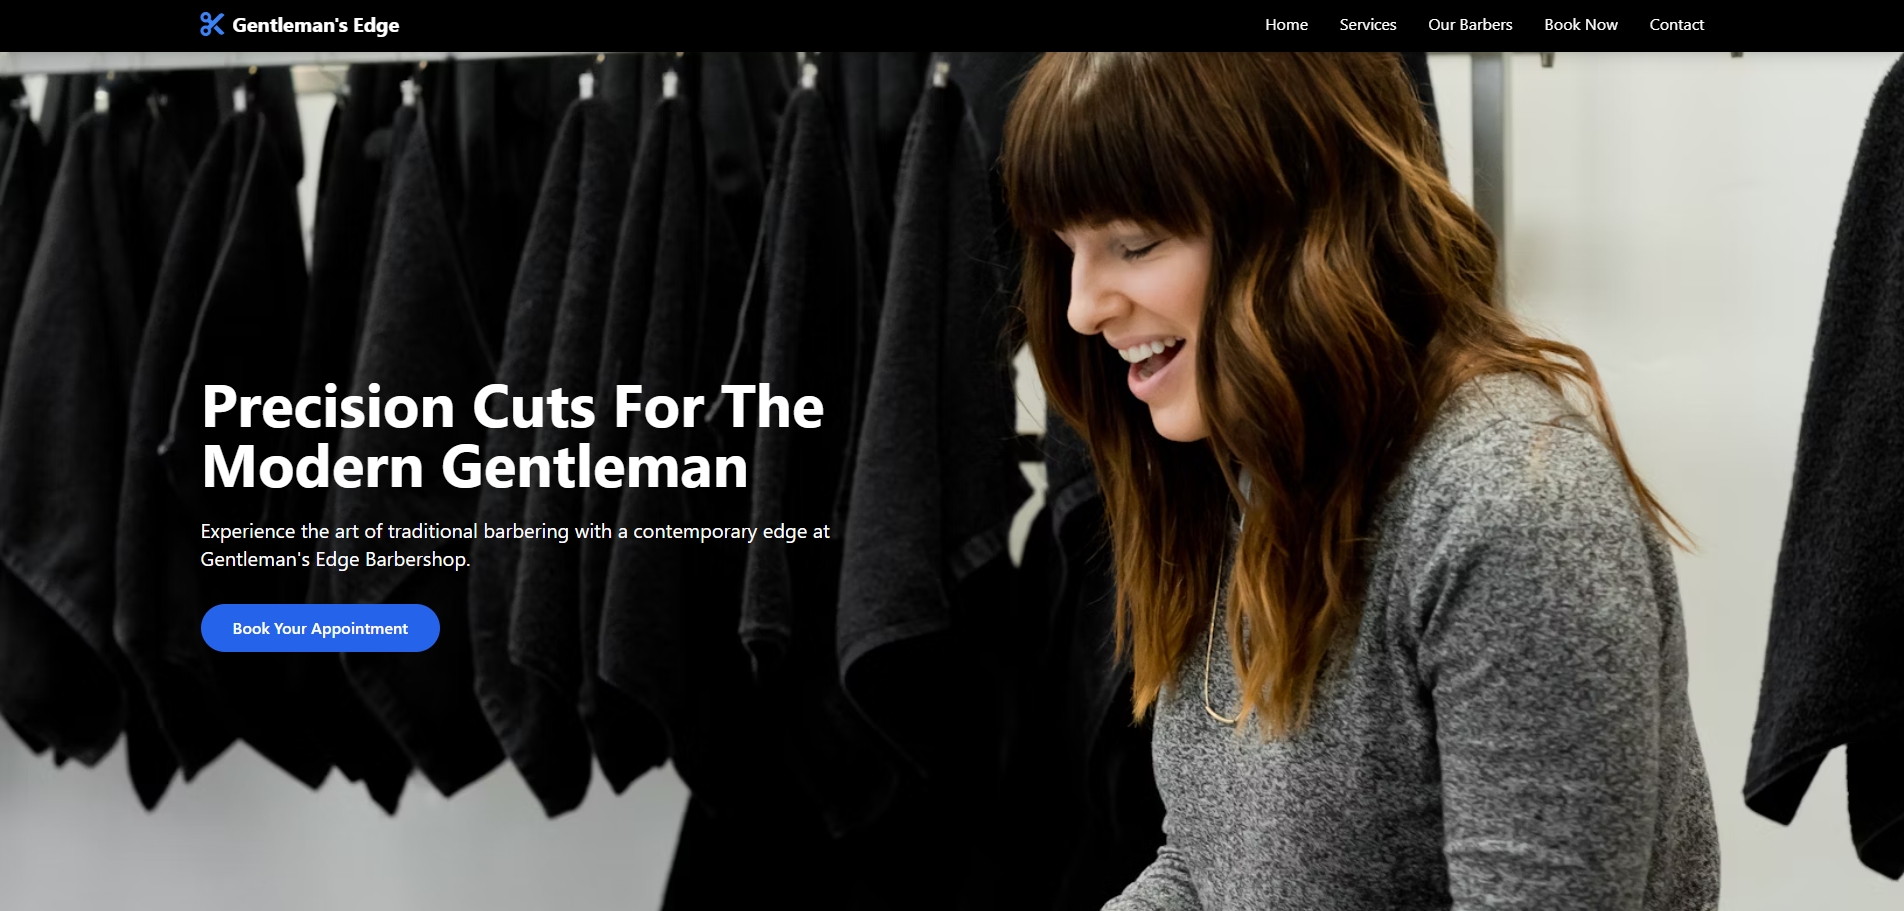 Gentleman's Edge
Home
Services
Our Barbers
Book Now
Contact
Precision Cuts For The
Modern Gentleman
Experience the art of traditional barbering with a contemporary edge at
Gentleman's Edge Barbershop.
Book Your Appointment